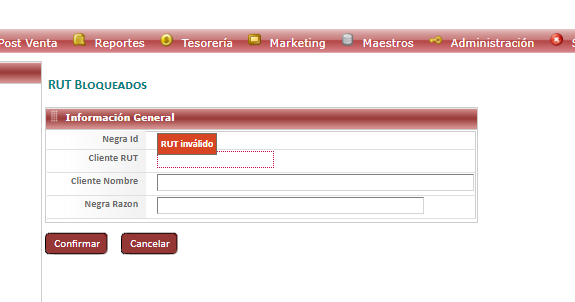 Post Venta Reportes Tesorería Marketing Maestros Administración
RUT Bloqueados
Información General
Negra Id
RUT inválido
Cliente RUT
Cliente Nombre
Negra Razon
Confirmar Cancelar